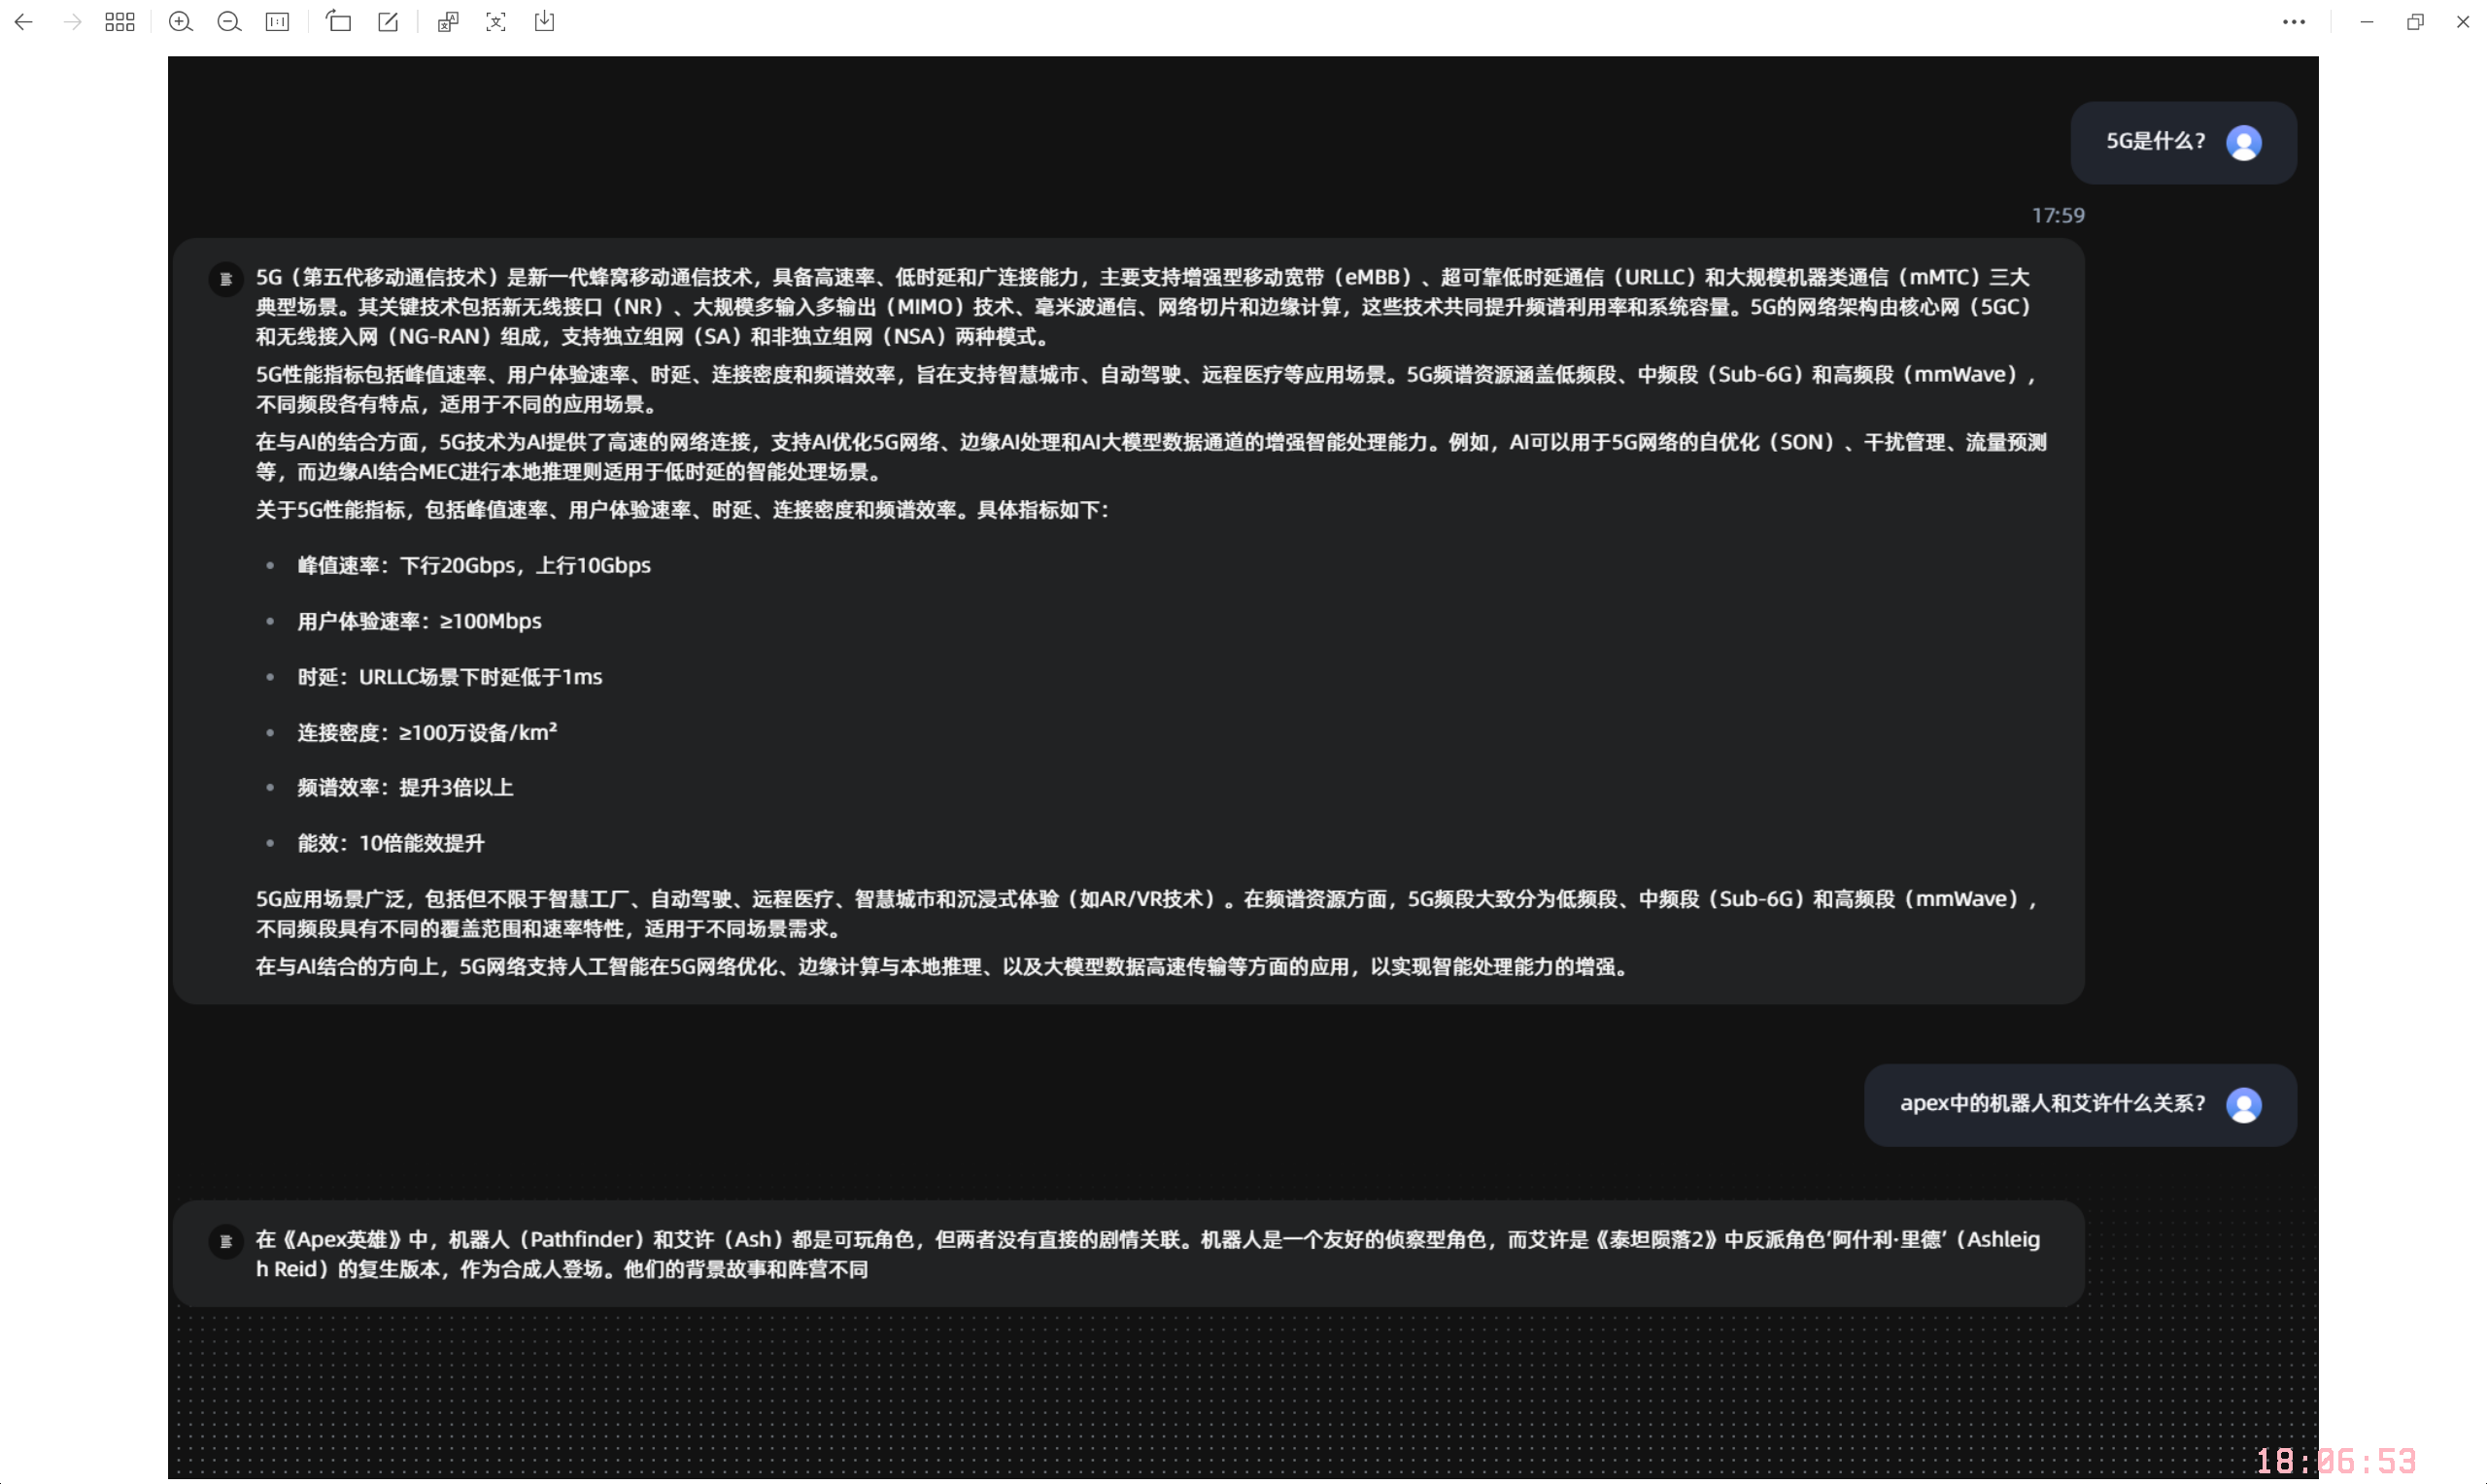 5G是什么？
17:59
5G（第五代移动通信技术）是新一代蜂窝移动通信技术，具备高速率、低时延和广连接能力，主要支持增强型移动宽带（eMBB）、超可靠低时延通信（URLLC）和大规模机器类通信（mMTC）三大
典型场景。其关键技术包括新无线接口（NR）、大规模多输入多输出（MIMO）技术、毫米波通信、网络切片和边缘计算，这些技术共同提升频谱利用率和系统容量。5G的网络架构由核心网（5GC）
和无线接入网（NG-RAN）组成，支持独立组网（SA）和非独立组网（NSA）两种模式。
5G性能指标包括峰值速率、用户体验速率、时延、连接密度和频谱效率，旨在支持智慧城市、自动驾驶、远程医疗等应用场景。5G频谱资源涵盖低频段、中频段（Sub-6G）和高频段（mmWave），
不同频段各有特点，适用于不同的应用场景。
在与AI的结合方面，5G技术为AI提供了高速的网络连接，支持AI优化5G网络、边缘AI处理和AI大模型数据通道的增强智能处理能力。例如，AI可以用于5G网络的自优化（SON）、干扰管理、流量预测
等，而边缘AI结合MEC进行本地推理则适用于低时延的智能处理场景。
关于5G性能指标，包括峰值速率、用户体验速率、时延、连接密度和频谱效率。具体指标如下：
• 峰值速率：下行20Gbps，上行10Gbps
• 用户体验速率：≥100Mbps
• 时延：URLLC场景下时延低于1ms
• 连接密度：≥100万设备/km²
• 频谱效率：提升3倍以上
• 能效：10倍能效提升
5G应用场景广泛，包括但不限于智慧工厂、自动驾驶、远程医疗、智慧城市和沉浸式体验（如AR/VR技术）。在频谱资源方面，5G频段大致分为低频段、中频段（Sub-6G）和高频段（mmWave），
不同频段具有不同的覆盖范围和速率特性，适用于不同场景需求。
在与AI结合的方向上，5G网络支持人工智能在5G网络优化、边缘计算与本地推理、以及大模型数据高速传输等方面的应用，以实现智能处理能力的增强。
apex中的机器人和艾许什么关系？
在《Apex英雄》中，机器人（Pathfinder）和艾许（Ash）都是可玩角色，但两者没有直接的剧情关联。机器人是一个友好的侦察型角色，而艾许是《泰坦陨落2》中反派角色‘阿什利·里德’（Ashleig
h Reid）的复生版本，作为合成人登场。他们的背景故事和阵营不同
18:06:53